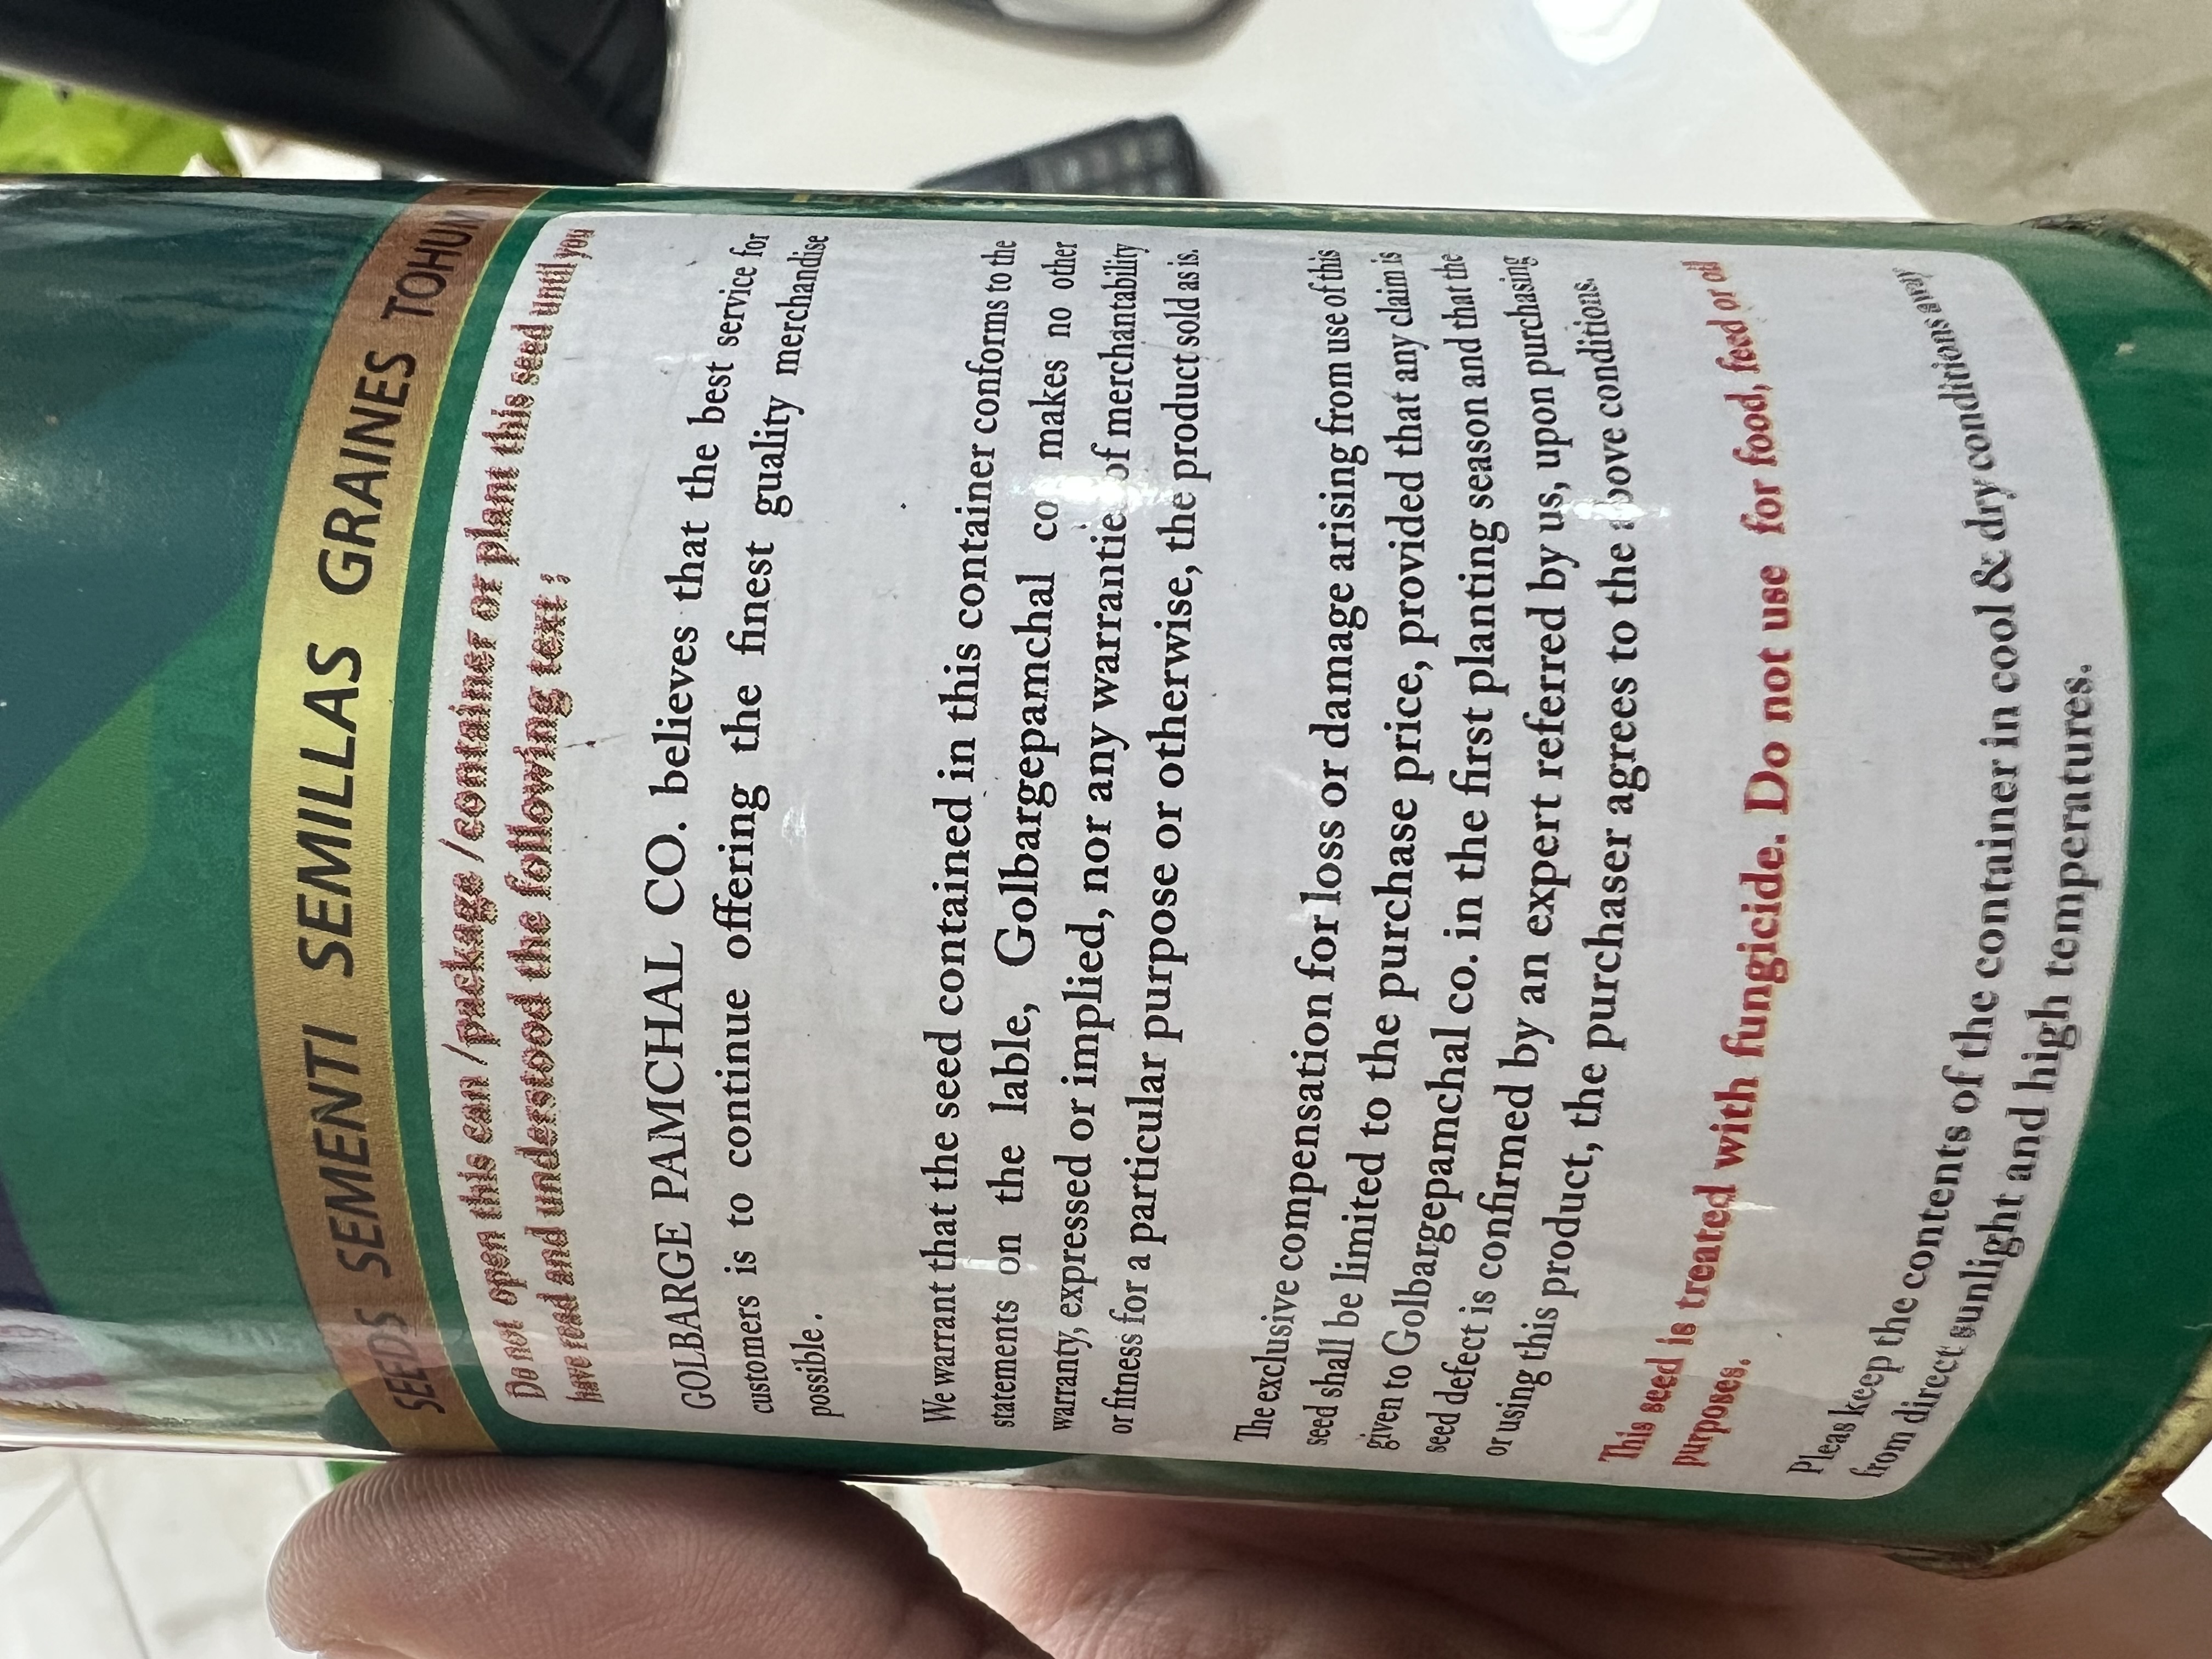 SEEDS SEMENTI SEMILLAS GRAINES TOHUM
Do not open this can /package /container or plant this seed until you
have read and understood the following text ;
GOLBARGE PAMCHAL CO. believes that the best service for
customers is to continue offering the finest guality merchandise
possible .
We warrant that the seed contained in this container conforms to the
statements on the lable, Golbargepamchal co makes no other
warranty, expressed or implied, nor any warrantie of merchantability
or fitness for a particular purpose or otherwise, the product sold as is.
The exclusive compensation for loss or damage arising from use of this
seed shall be limited to the purchase price, provided that any claim is
given to Golbargepamchal co. in the first planting season and that the
seed defect is confirmed by an expert referred by us, upon purchasing
or using this product, the purchaser agrees to the above conditions.
This seed is treated with fungicide. Do not use for food, feed or oil
purposes.
Pleas keep the contents of the container in cool & dry conditions away
from direct sunlight and high temperatures.